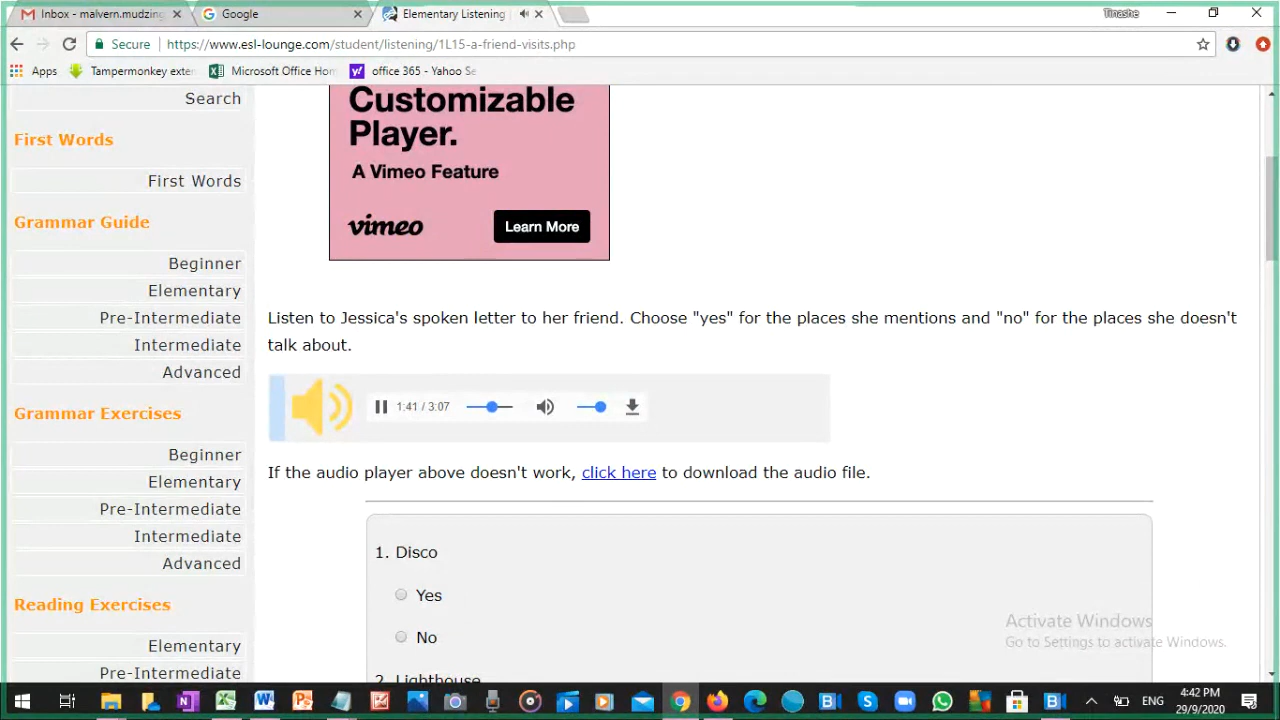 Inbox - malvern.mudzing
Google
Elementary Listening
Tinashe
Secure
https://www.esl-lounge.com/student/listening/1L15-a-friend-visits.php
Apps
Tampermonkey exter
Microsoft Office Hom
office 365 - Yahoo Se
Search
First Words
First Words
Grammar Guide
Beginner
Elementary
Pre-Intermediate
Intermediate
Advanced
Grammar Exercises
Beginner
Elementary
Pre-Intermediate
Intermediate
Advanced
Reading Exercises
Elementary
Pre-Intermediate
Customizable
Player.
A Vimeo Feature
vimeo
Learn More
Listen to Jessica's spoken letter to her friend. Choose "yes" for the places she mentions and "no" for the places she doesn't
talk about.
1:41 / 3:07
If the audio player above doesn't work, click here to download the audio file.
1. Disco
Yes
No
2. Lighthouse
Activate Windows
Go to Settings to activate Windows.
ENG
4:42 PM
29/9/2020